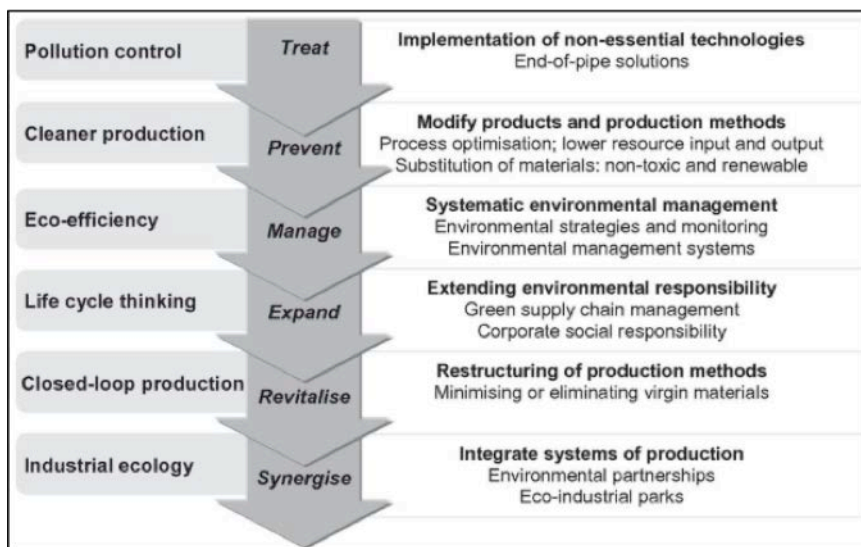 Pollution control
Treat
Implementation of non-essential technologies
End-of-pipe solutions
Cleaner production
Prevent
Modify products and production methods
Process optimisation; lower resource input and output
Substitution of materials: non-toxic and renewable
Eco-efficiency
Manage
Systematic environmental management
Environmental strategies and monitoring
Environmental management systems
Life cycle thinking
Expand
Extending environmental responsibility
Green supply chain management
Corporate social responsibility
Closed-loop production
Revitalise
Restructuring of production methods
Minimising or eliminating virgin materials
Industrial ecology
Synergise
Integrate systems of production
Environmental partnerships
Eco-industrial parks